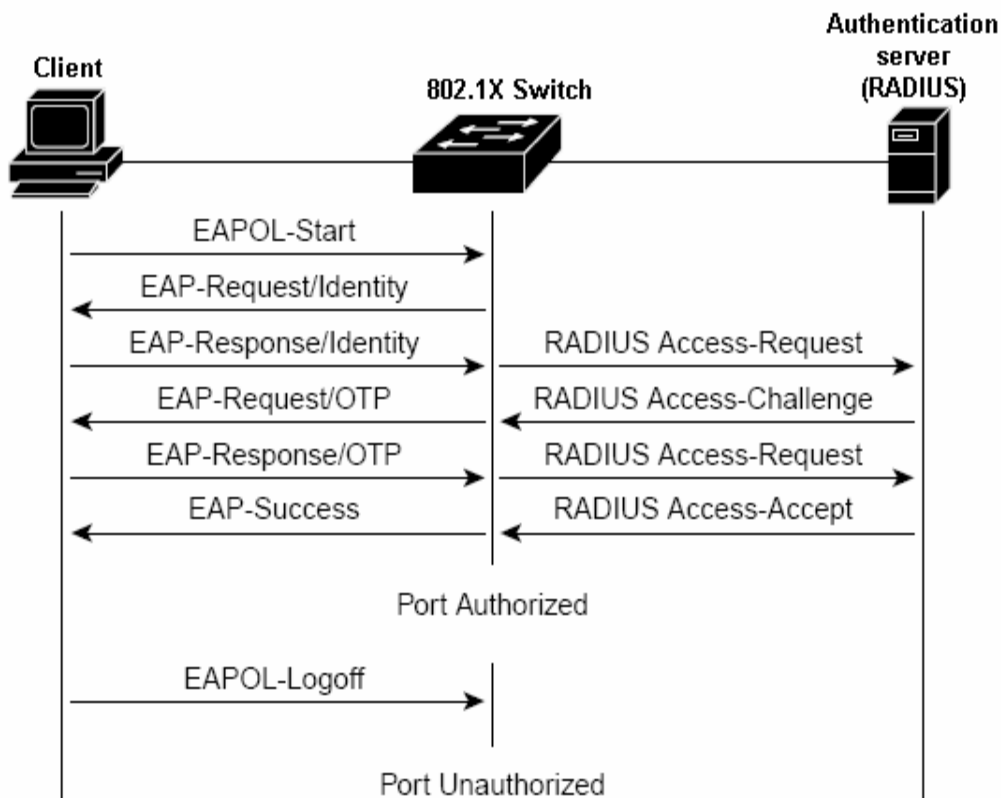 Authentication
server
(RADIUS)
Client
802.1X Switch
EAPOL-Start
EAP-Request/Identity
EAP-Response/Identity
RADIUS Access-Request
EAP-Request/OTP
RADIUS Access-Challenge
EAP-Response/OTP
RADIUS Access-Request
EAP-Success
RADIUS Access-Accept
Port Authorized
EAPOL-Logoff
Port Unauthorized